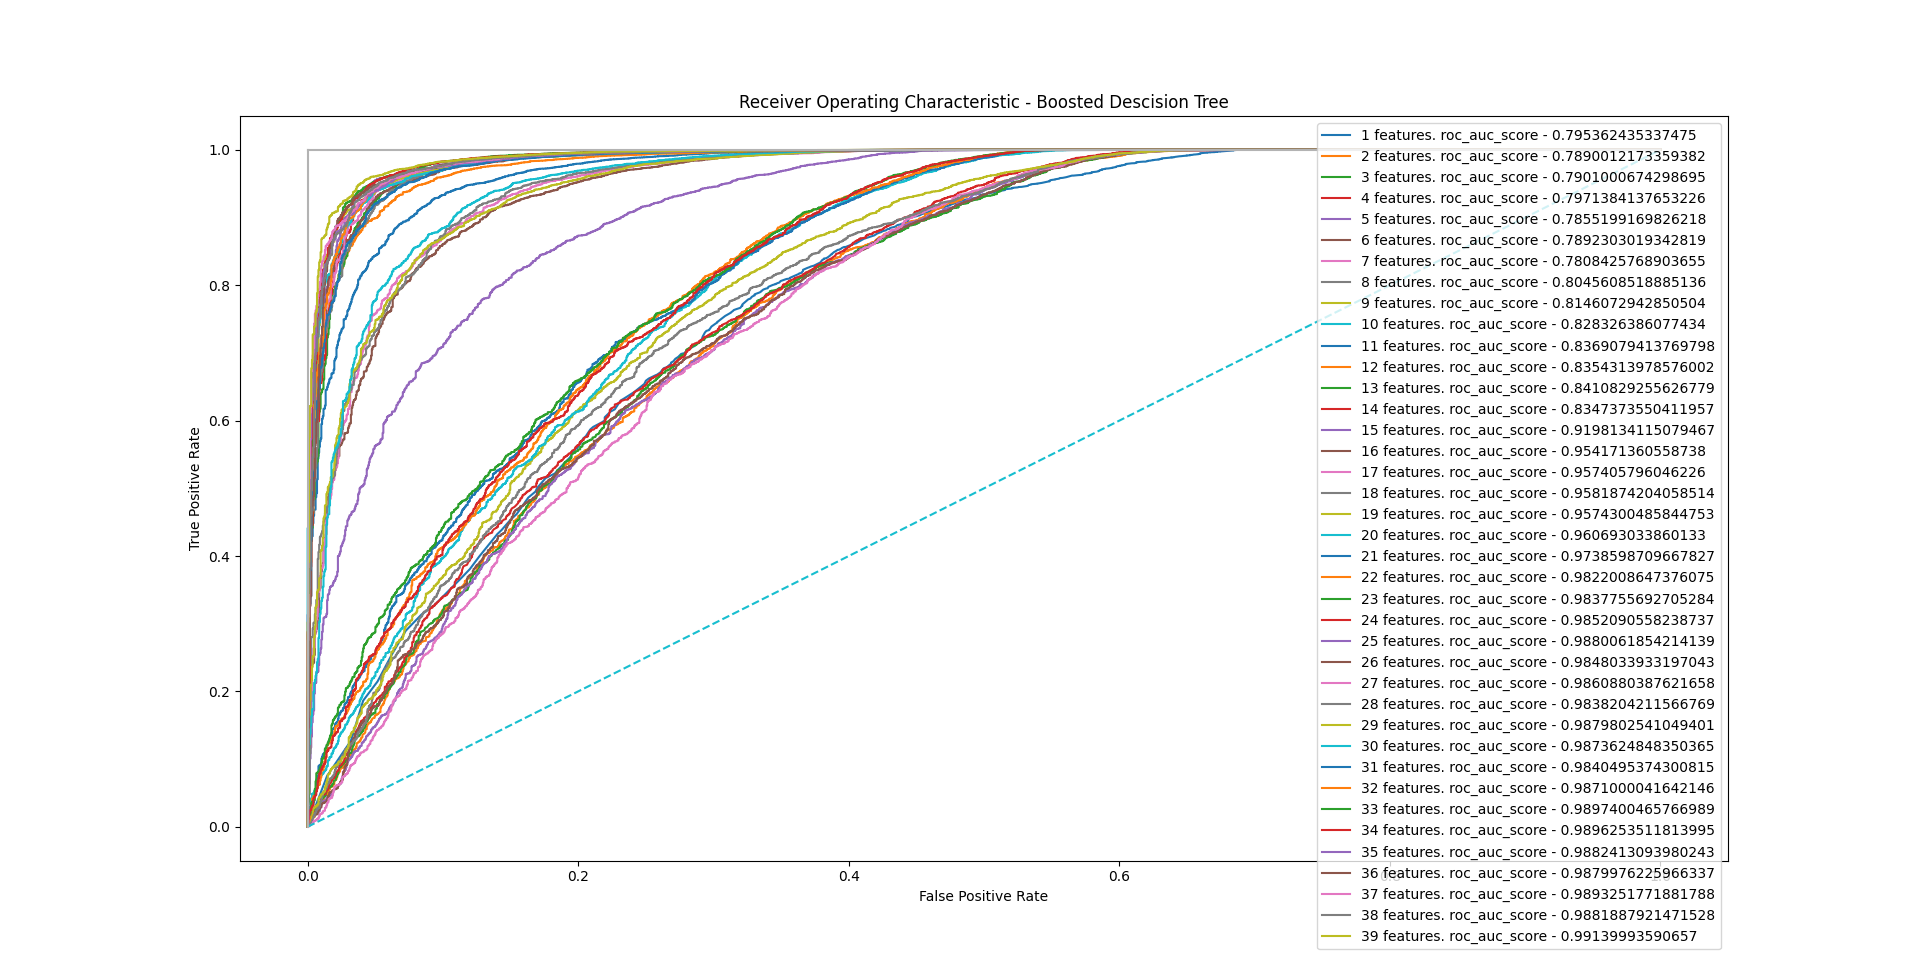 Receiver Operating Characteristic - Boosted Descision Tree
1.0
0.8
0.6
0.4
0.2
0.0
True Positive Rate
0.0
0.2
0.4
0.6
False Positive Rate
1 features. roc_auc_score - 0.795362435337475
2 features. roc_auc_score - 0.7890012173359382
3 features. roc_auc_score - 0.7901000674298695
4 features. roc_auc_score - 0.7971384137653226
5 features. roc_auc_score - 0.7855199169826218
6 features. roc_auc_score - 0.7892303019342819
7 features. roc_auc_score - 0.7808425768903655
8 features. roc_auc_score - 0.8045608518885136
9 features. roc_auc_score - 0.8146072942850504
10 features. roc_auc_score - 0.828326386077434
11 features. roc_auc_score - 0.8369079413769798
12 features. roc_auc_score - 0.8354313978576002
13 features. roc_auc_score - 0.8410829255626779
14 features. roc_auc_score - 0.8347373550411957
15 features. roc_auc_score - 0.9198134115079467
16 features. roc_auc_score - 0.954171360558738
17 features. roc_auc_score - 0.957405796046226
18 features. roc_auc_score - 0.9581874204058514
19 features. roc_auc_score - 0.9574300485844753
20 features. roc_auc_score - 0.960693033860133
21 features. roc_auc_score - 0.9738598709667827
22 features. roc_auc_score - 0.9822008647376075
23 features. roc_auc_score - 0.9837755692705284
24 features. roc_auc_score - 0.9852090558238737
25 features. roc_auc_score - 0.9880061854214139
26 features. roc_auc_score - 0.9848033933197043
27 features. roc_auc_score - 0.9860880387621658
28 features. roc_auc_score - 0.9838204211566769
29 features. roc_auc_score - 0.9879802541049401
30 features. roc_auc_score - 0.9873624848350365
31 features. roc_auc_score - 0.9840495374300815
32 features. roc_auc_score - 0.9871000041642146
33 features. roc_auc_score - 0.9897400465766989
34 features. roc_auc_score - 0.9896253511813995
35 features. roc_auc_score - 0.9882413093980243
36 features. roc_auc_score - 0.9879976225966337
37 features. roc_auc_score - 0.9893251771881788
38 features. roc_auc_score - 0.9881887921471528
39 features. roc_auc_score - 0.99139993590657